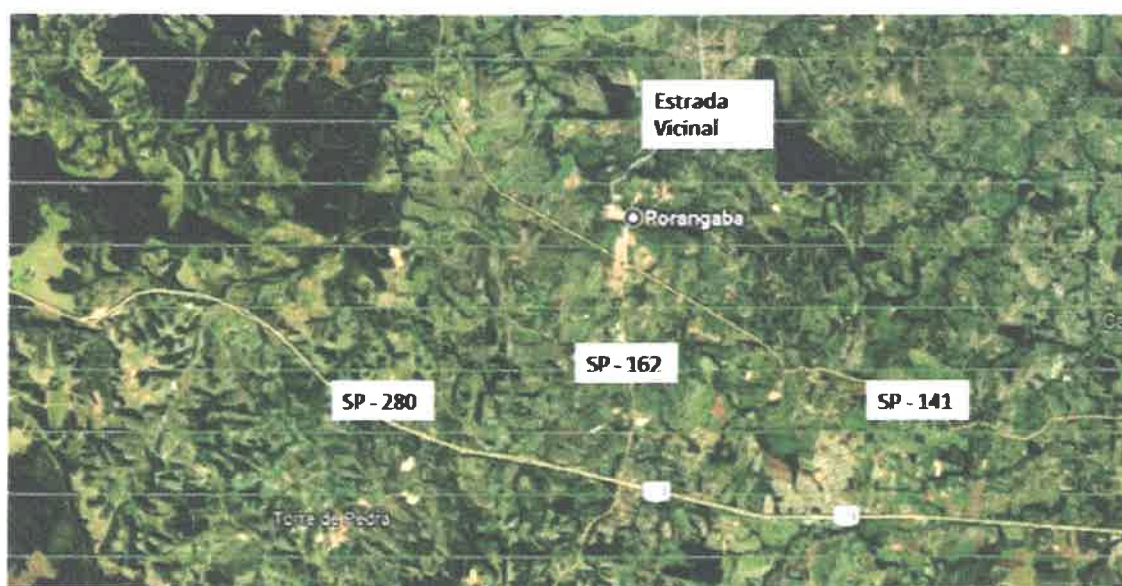 Estrada
Vicinal
Rorangaba
SP - 162
SP - 280
SP - 141
Torre de Pedra